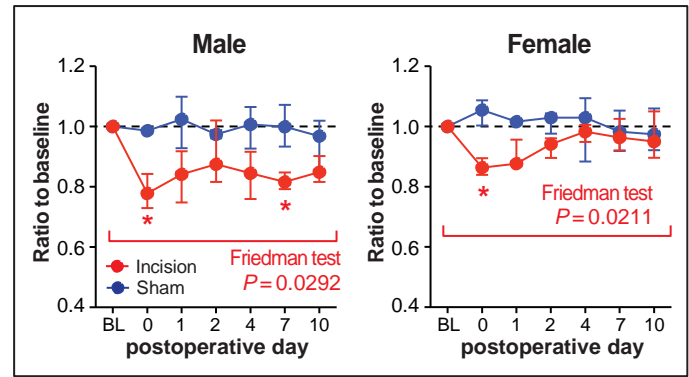 Male
Ratio to baseline
1.2
1.0
0.8
0.6
0.4
*
*
Friedman test
P=0.0292
Incision
Sham
BL 0 1 2 4 7 10
postoperative day
Female
Ratio to baseline
1.2
1.0
0.8
0.6
0.4
*
Friedman test
P=0.0211
BL 0 1 2 4 7 10
postoperative day